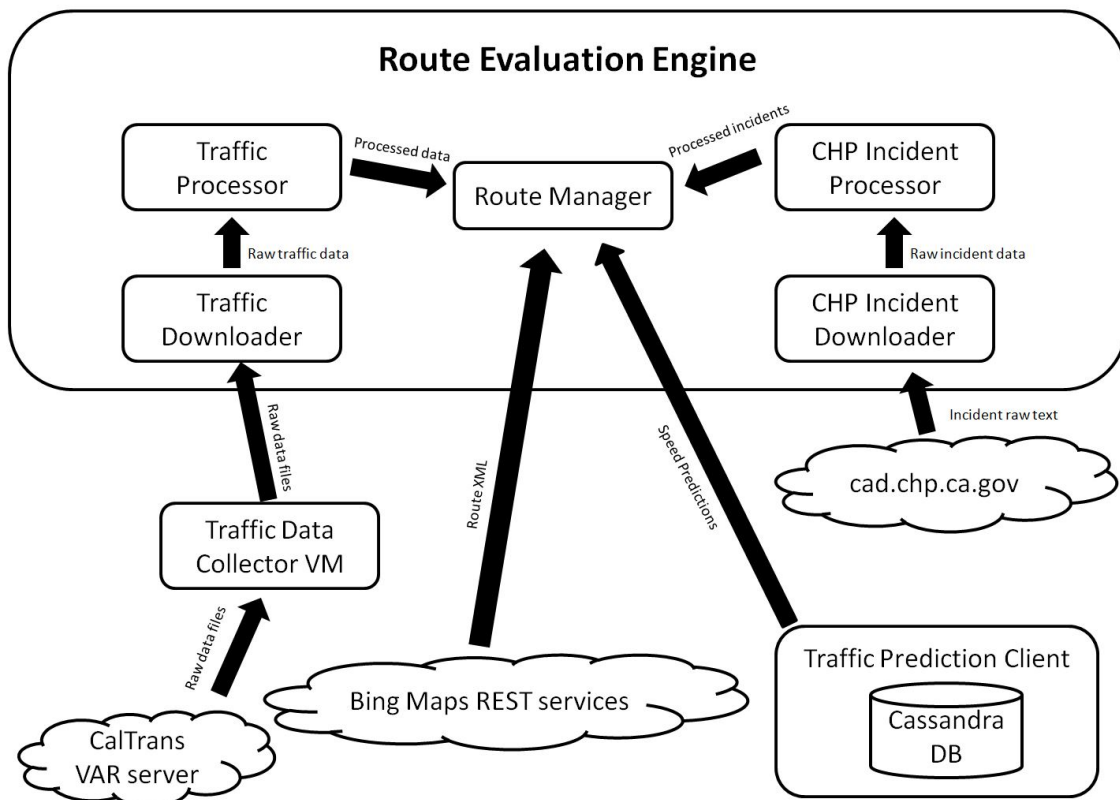 Route Evaluation Engine
Traffic
Processor
Processed data
Route Manager
Processed incidents
CHP Incident
Processor
Raw traffic data
Raw incident data
Traffic
Downloader
CHP Incident
Downloader
Raw data files
Route XML
Speed Predictions
Incident raw text
cad.chp.ca.gov
Traffic Data
Collector VM
Raw data files
Bing Maps REST services
Traffic Prediction Client
Cassandra
DB
CalTrans
VAR server